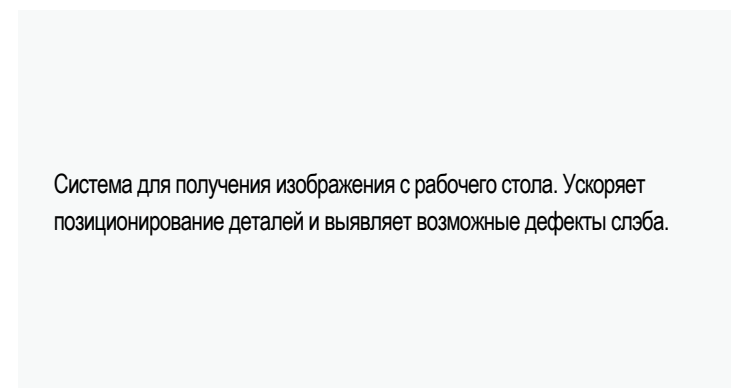 Система для получения изображения с рабочего стола. Ускоряет
позиционирование деталей и выявляет возможные дефекты слэба.